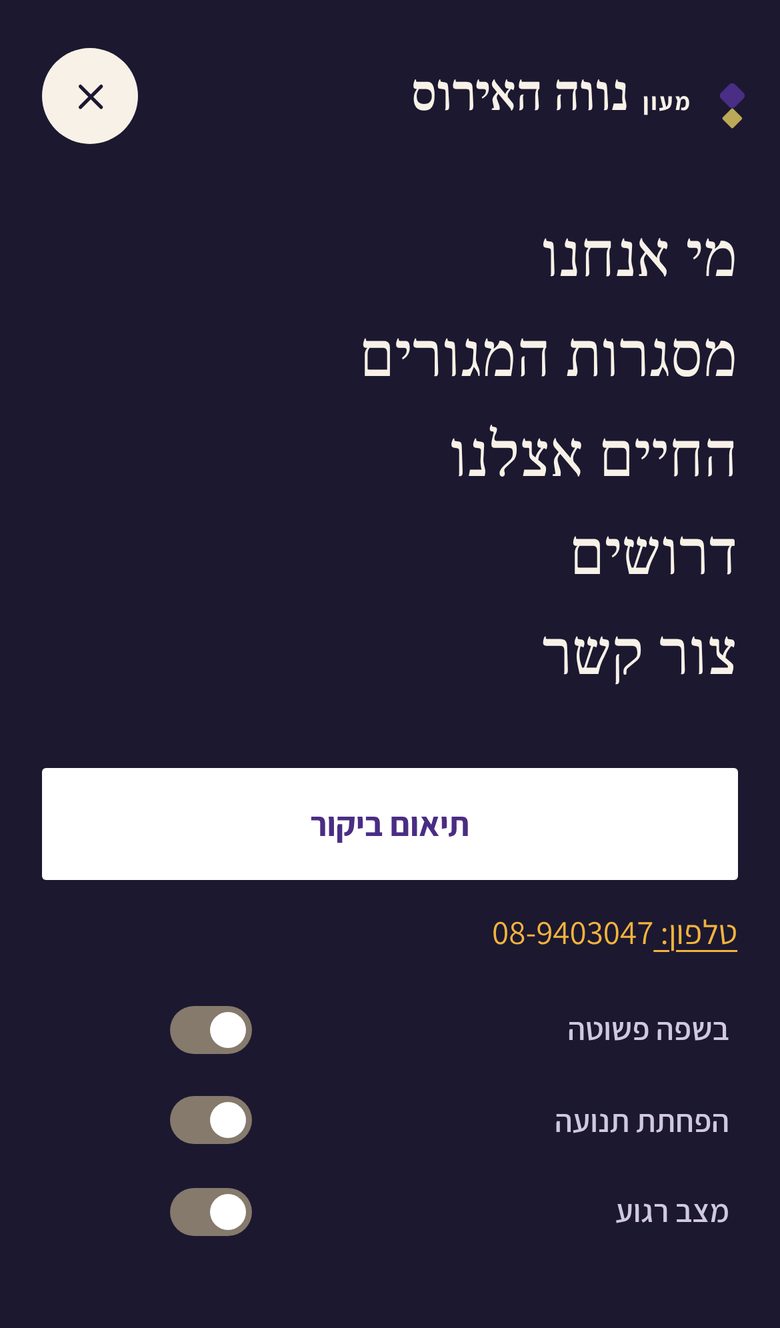 מעון נווה האירוס
מי אנחנו
מסגרות המגורים
החיים אצלנו
דרושים
צור קשר
תיאום ביקור
טלפון: 08-9403047
בשפה פשוטה
הפחתת תנועה
מצב רגוע